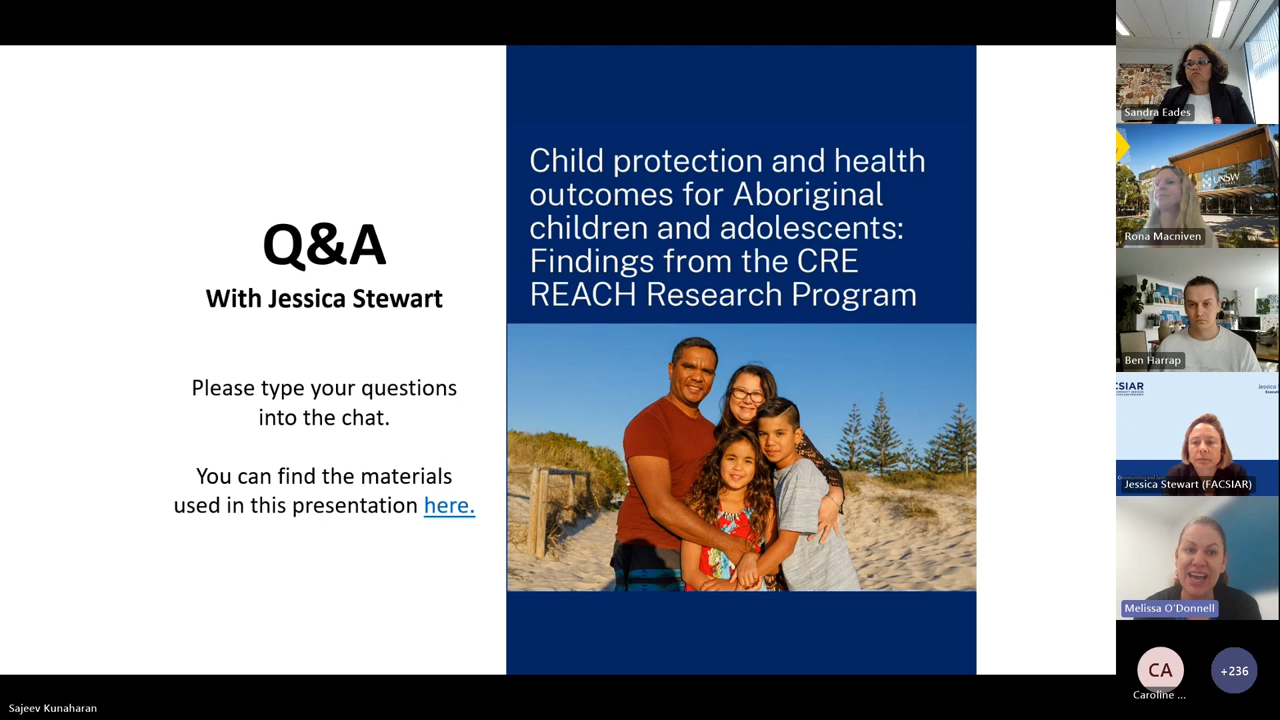 Q&A
With Jessica Stewart
Please type your questions
into the chat.
You can find the materials
used in this presentation here.
Child protection and health
outcomes for Aboriginal
children and adolescents:
Findings from the CRE
REACH Research Program
Sandra Eades
UNSW
Rona Macniven
Ben Harrap
CSIAR
Jessica Stewart (FACSIAR)
Melissa O'Donnell
CA
Caroline ...
+236
Sajeev Kunaharan